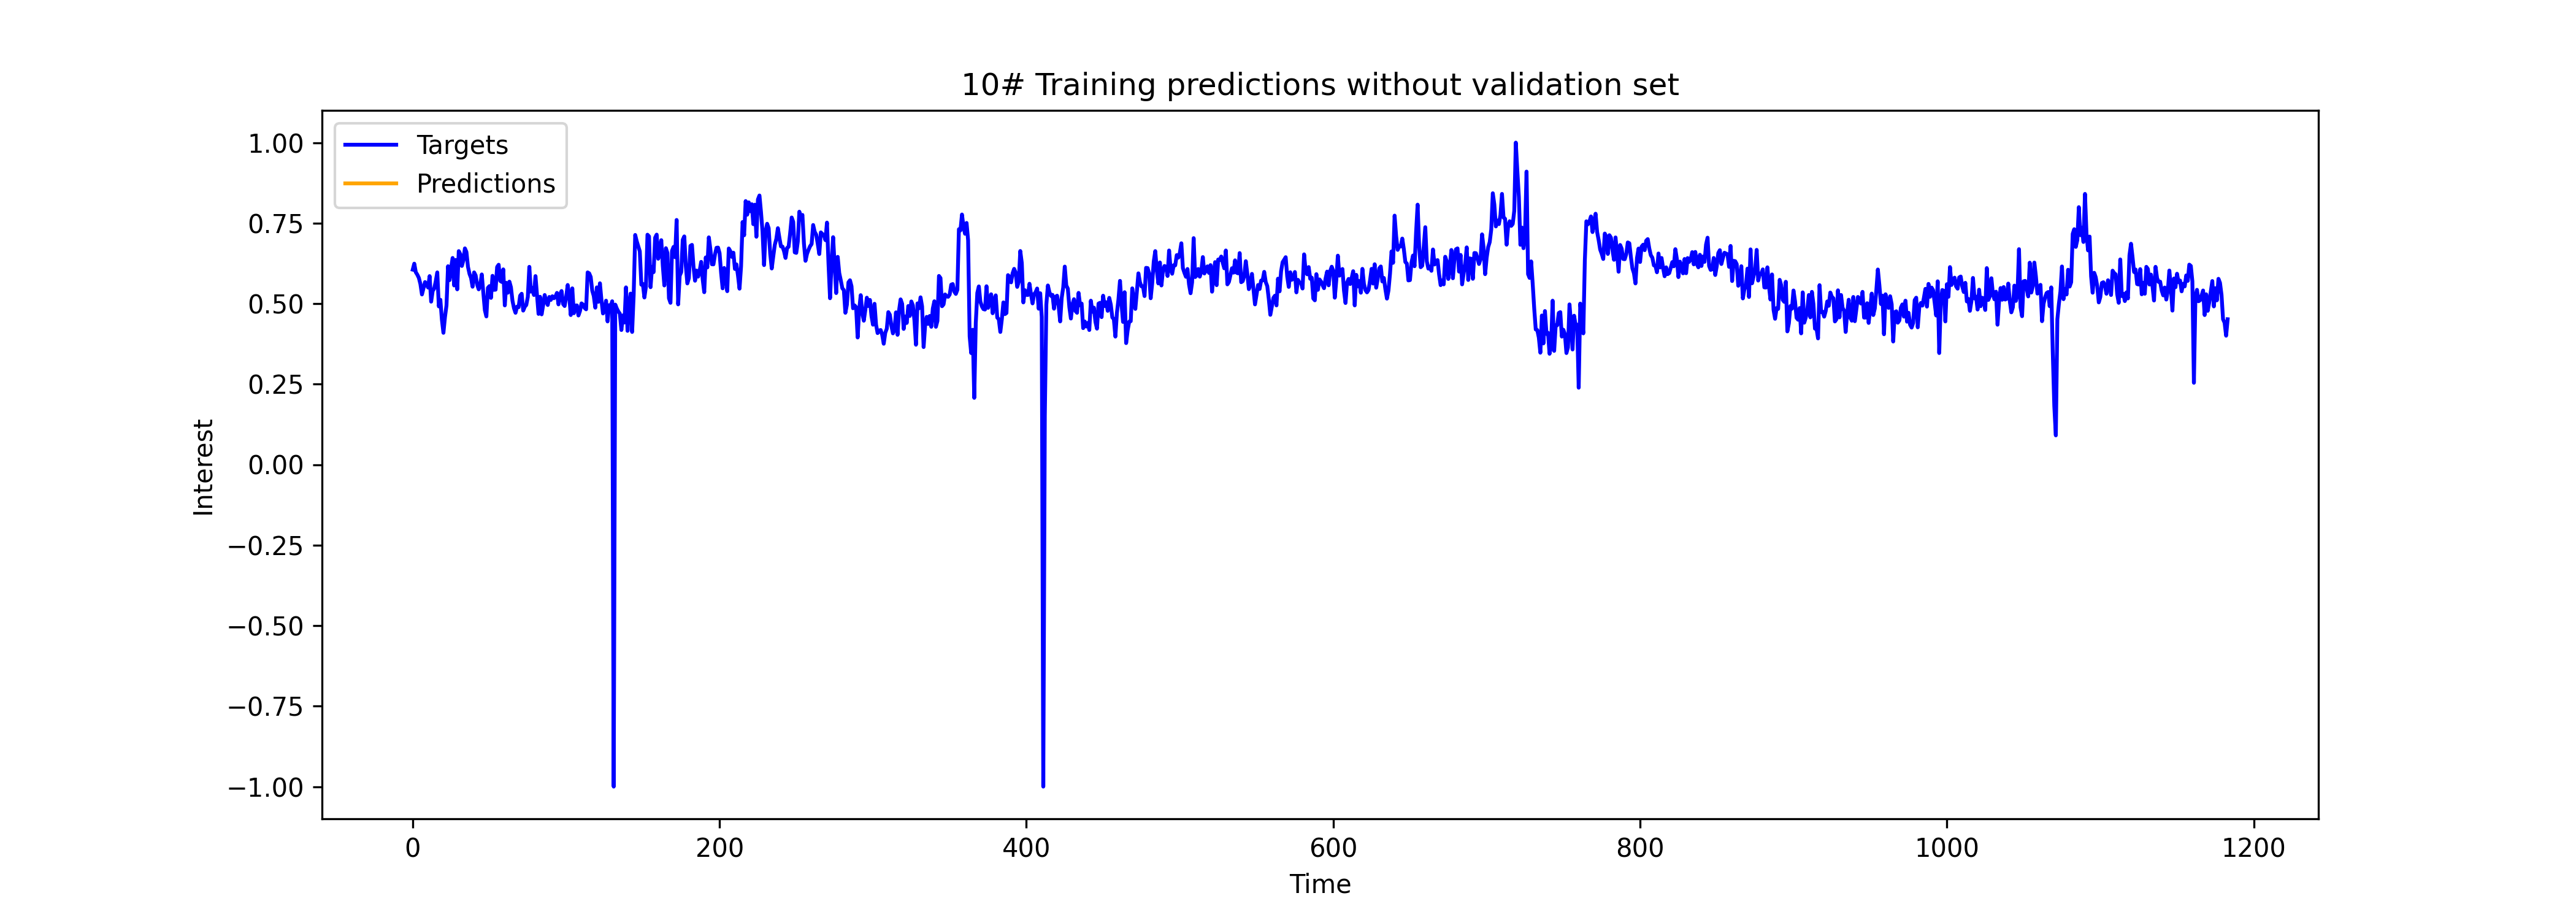 10# Training predictions without validation set
Targets
Predictions
1.00
0.75
0.50
0.25
0.00
−0.25
−0.50
−0.75
−1.00
Interest
0 200 400 600 800 1000 1200
Time